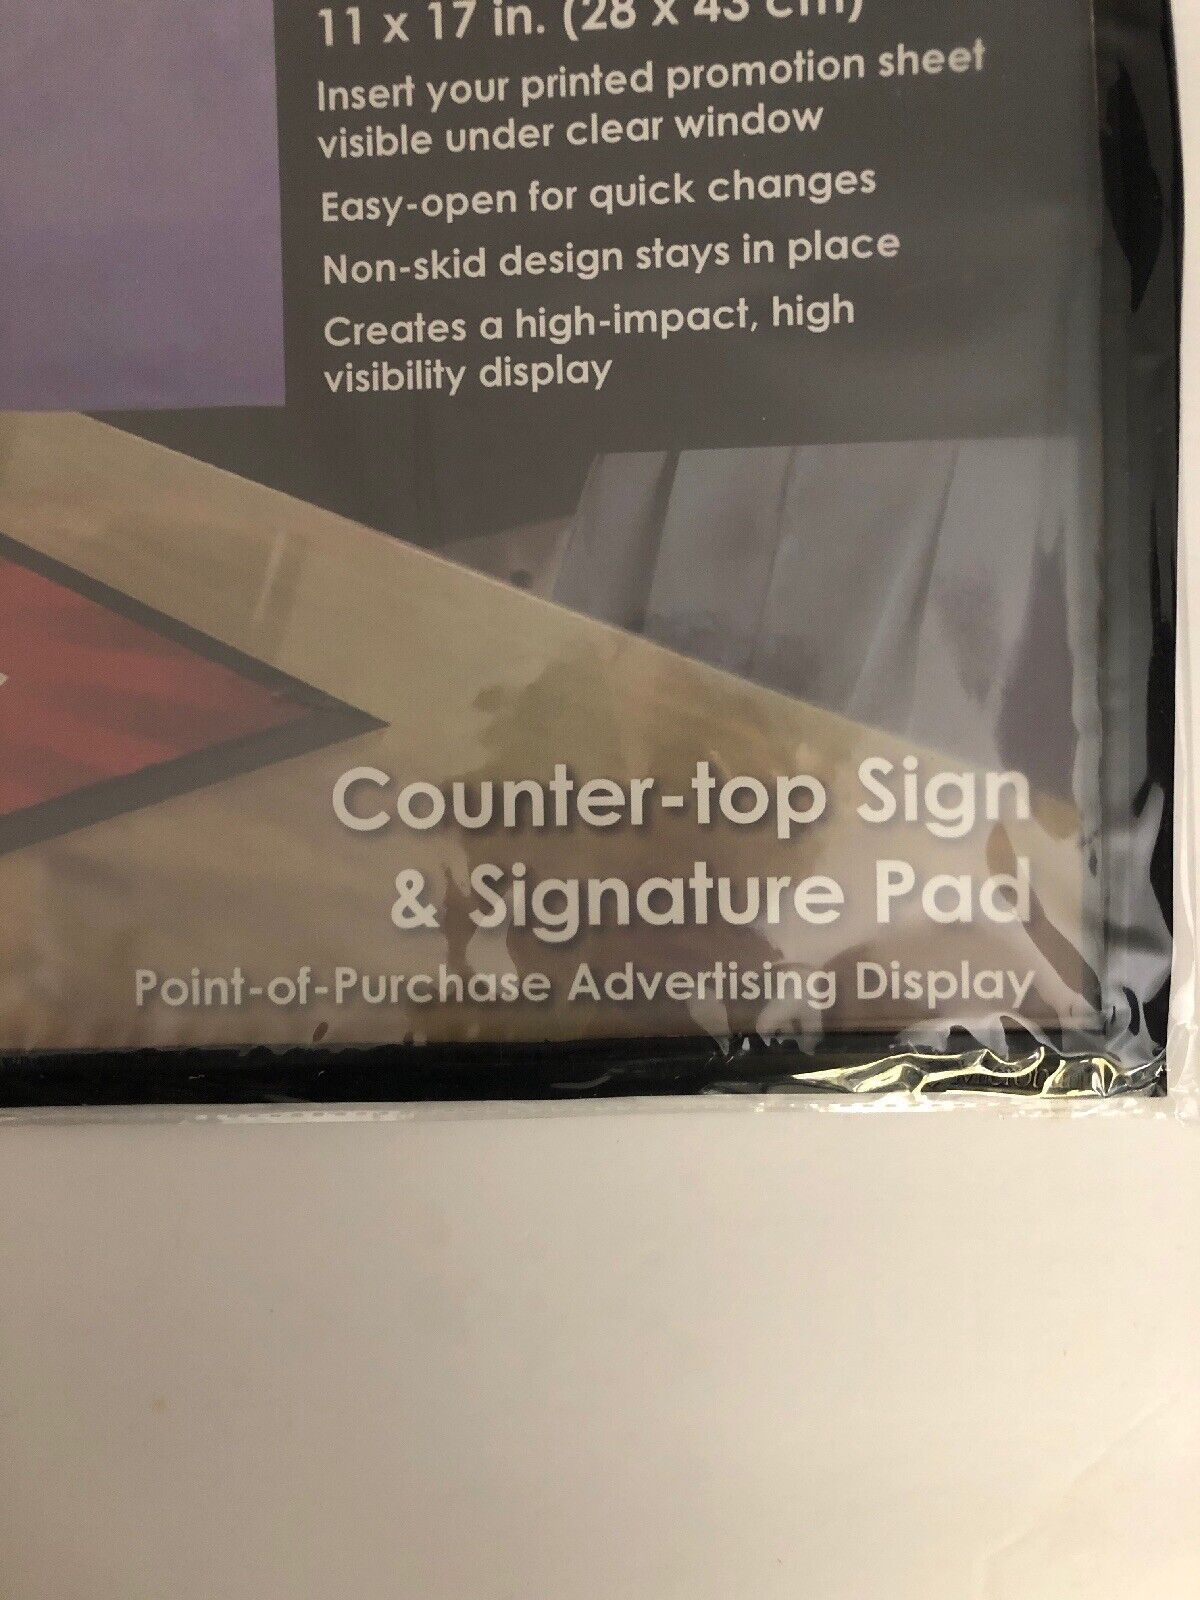 11 x 17 in. (28 x 43 cm)
Insert your printed promotion sheet
visible under clear window
Easy-open for quick changes
Non-skid design stays in place
Creates a high-impact, high
visibility display
Counter-top Sign
& Signature Pad
Point-of-Purchase Advertising Display